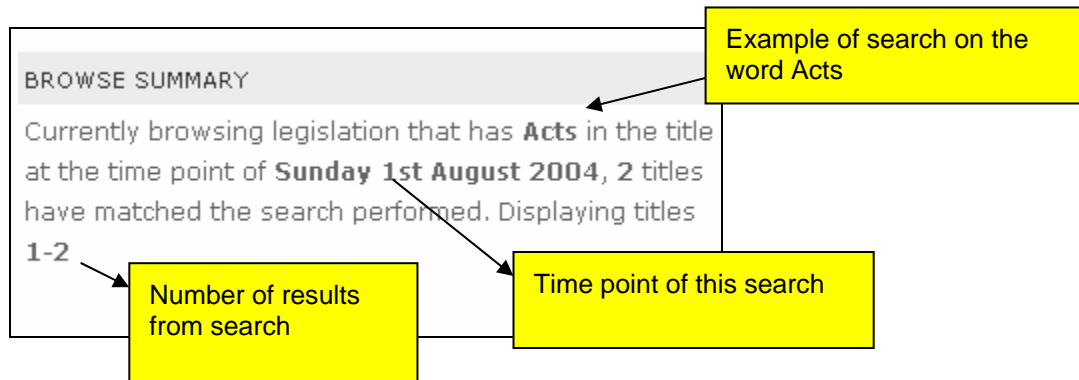 Example of search on the
word Acts
BROWSE SUMMARY
Currently browsing legislation that has Acts in the title
at the time point of Sunday 1st August 2004, 2 titles
have matched the search performed. Displaying titles
1-2
Number of results
from search
Time point of this search